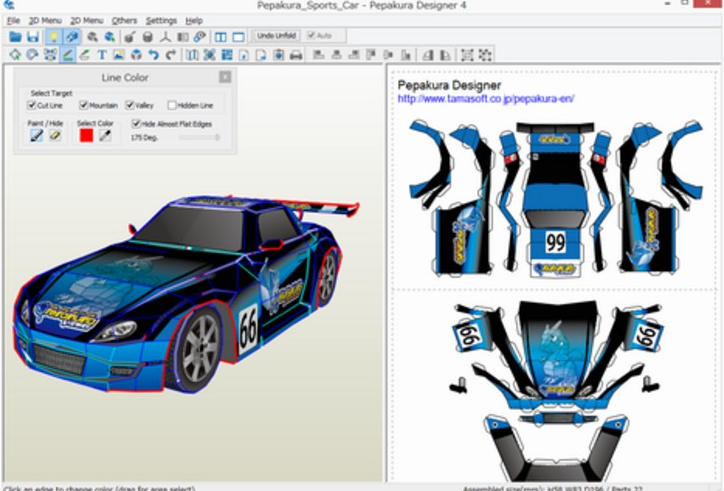 Pepakura_Sports_Car - Pepakura Designer 4
File 3D Menu 2D Menu Others Settings Help
Undo Unfold Auto
Line Color
Select Target
Cut Line Mountain Valley Hidden Line
Paint / Hide Select Color Hide Almost Flat Edges
175 Deg.
Pepakura Designer
http://www.tamasoft.co.jp/pepakura-en/
66
66
66
66
Click an edge to change color (drag for area select)
Assembled size(mm): H58 W83 D196 / Parts 22